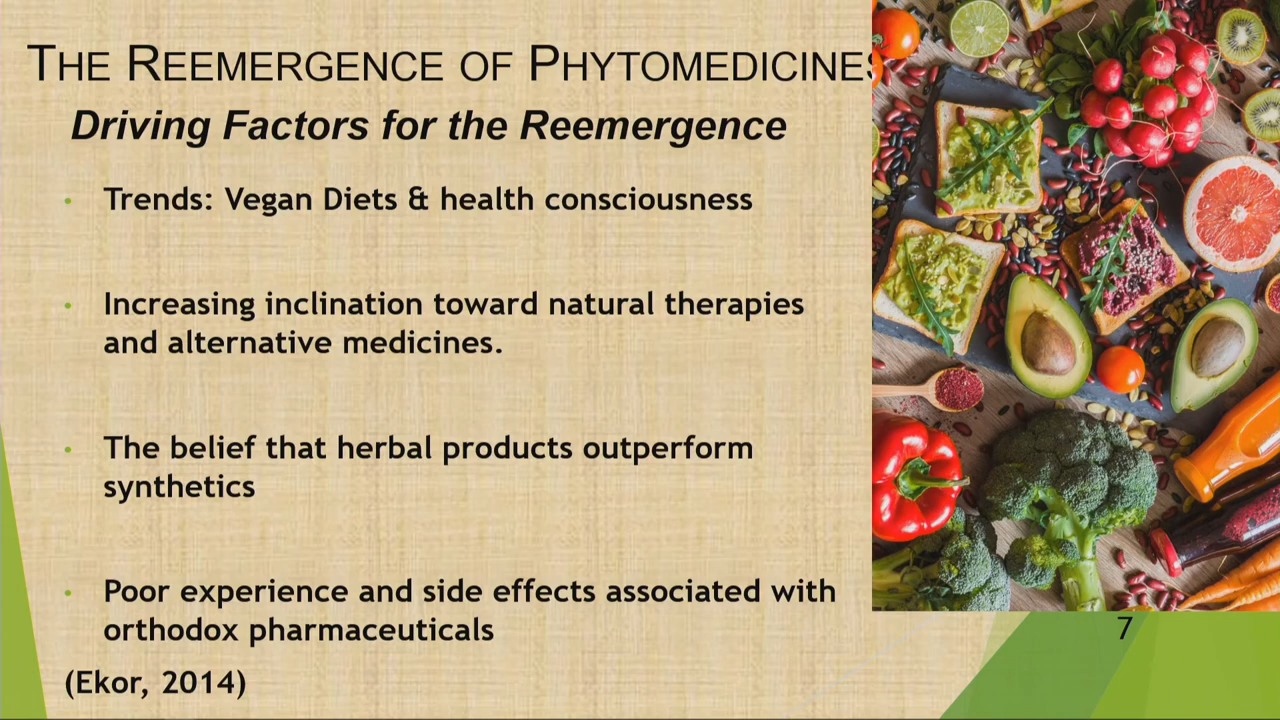 THE REEMERGENCE OF PHYTOMEDICINES
Driving Factors for the Reemergence
• Trends: Vegan Diets & health consciousness
• Increasing inclination toward natural therapies
and alternative medicines.
• The belief that herbal products outperform
synthetics
• Poor experience and side effects associated with
orthodox pharmaceuticals
(Ekor, 2014)
7